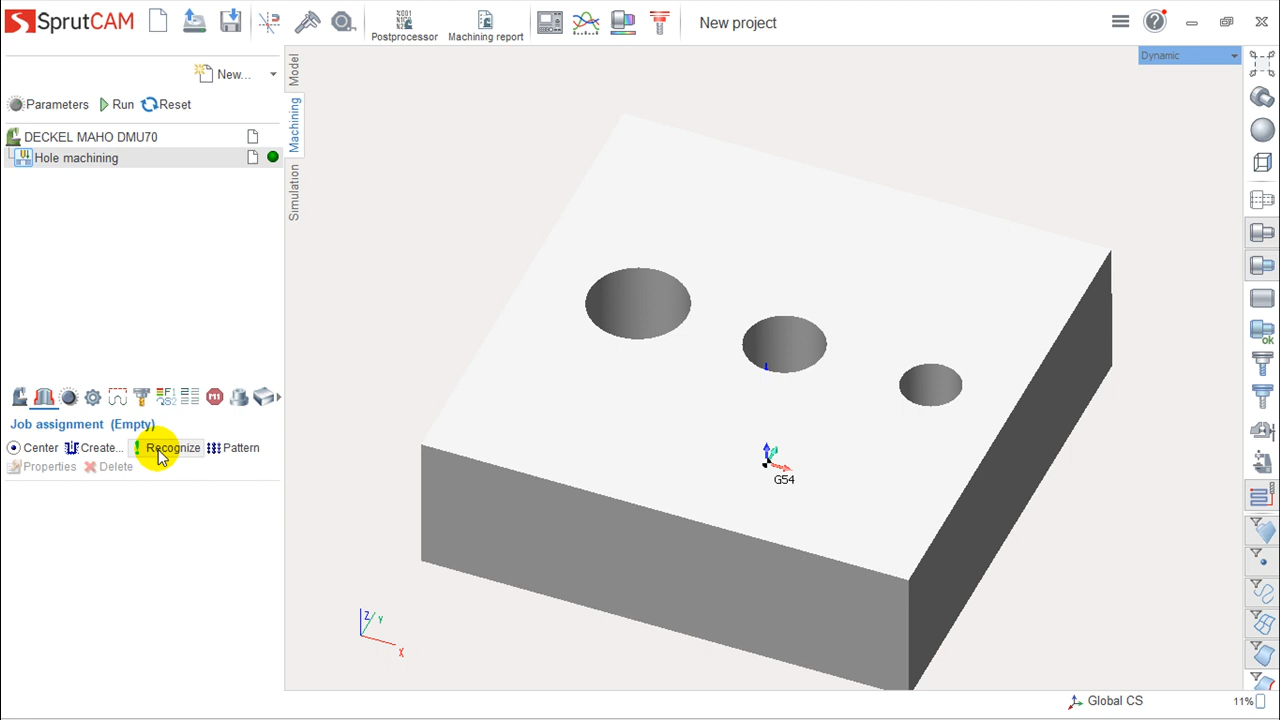 SprutCAM
Postprocessor
Machining report
New project
New...
Parameters Run Reset
DECKEL MAHO DMU70
Hole machining
Job assignment (Empty)
Center Create... Recognize Pattern
Properties Delete
Model
Machining
Simulation
Dynamic
G54
Z
y
X
ok
Global CS
11%